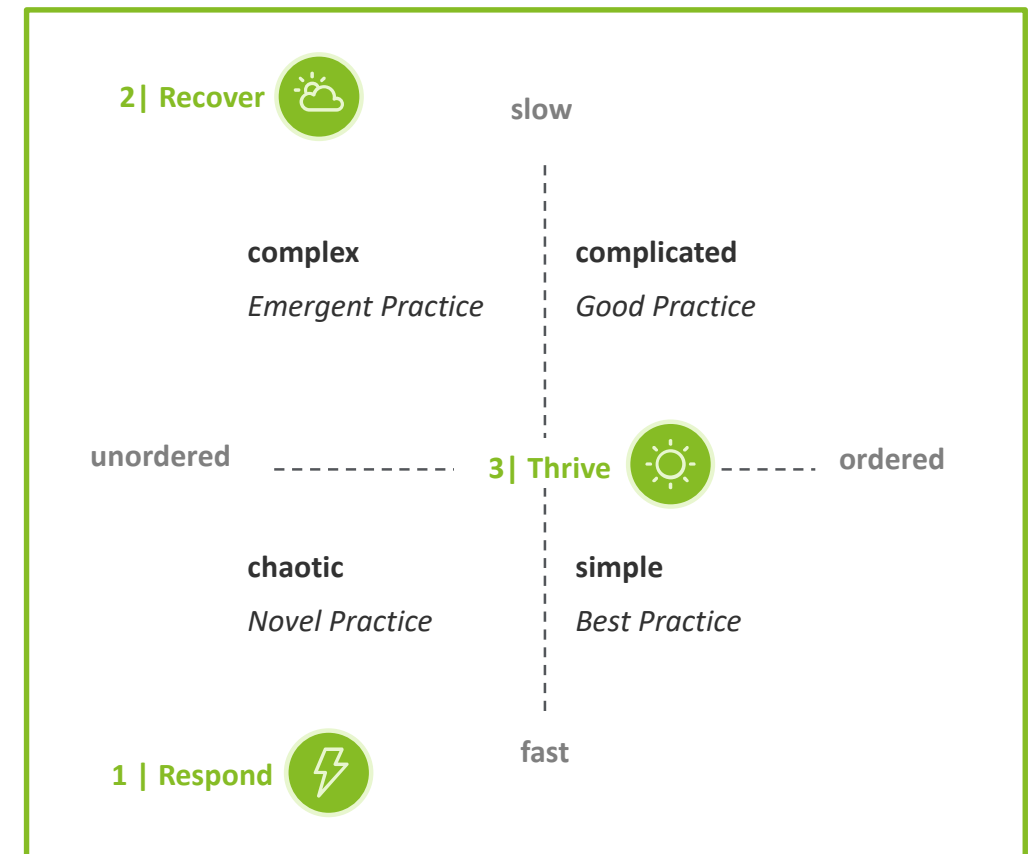 2| Recover
slow
complex
Emergent Practice
complicated
Good Practice
unordered
3| Thrive
ordered
chaotic
Novel Practice
simple
Best Practice
fast
1 | Respond